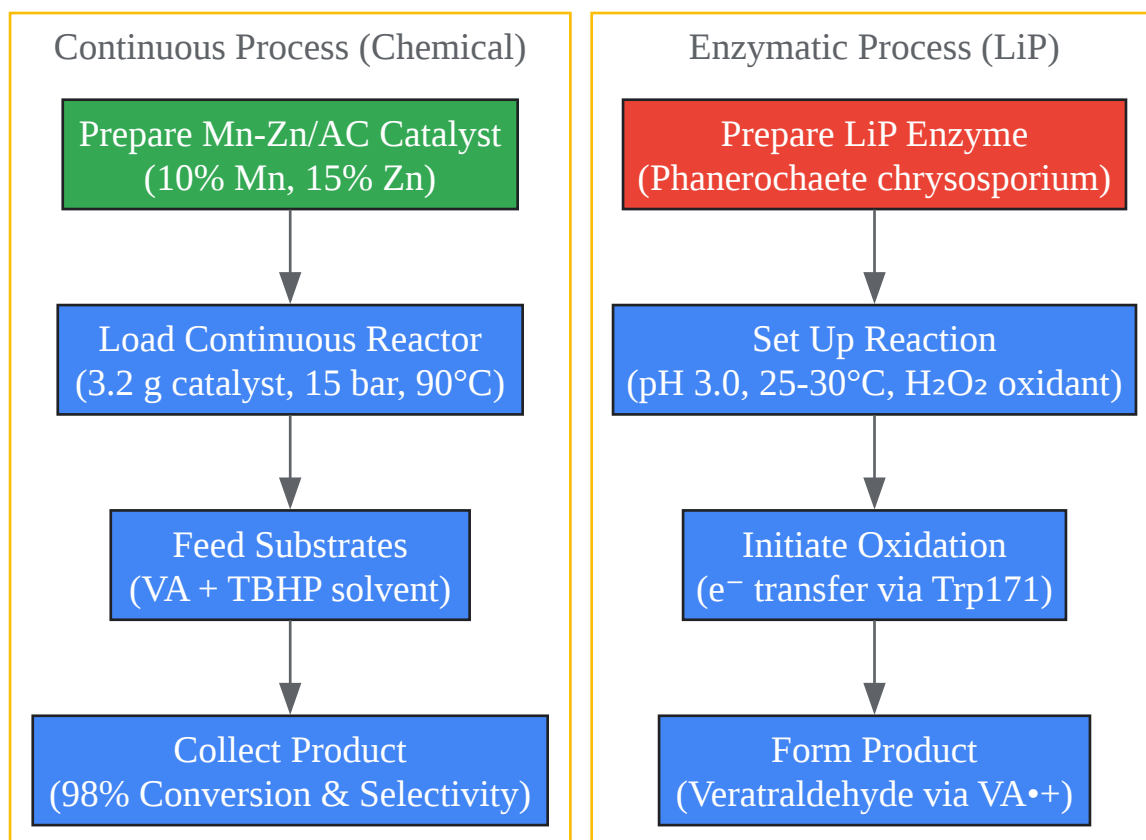 Continuous Process (Chemical)
Prepare Mn-Zn/AC Catalyst
(10% Mn, 15% Zn)
Load Continuous Reactor
(3.2 g catalyst, 15 bar, 90°C)
Feed Substrates
(VA + TBHP solvent)
Collect Product
(98% Conversion & Selectivity)
Enzymatic Process (LiP)
Prepare LiP Enzyme
(Phanerochaete chrysosporium)
Set Up Reaction
(pH 3.0, 25-30°C, H₂O₂ oxidant)
Initiate Oxidation
(e⁻ transfer via Trp171)
Form Product
(Veratraldehyde via VA•+)